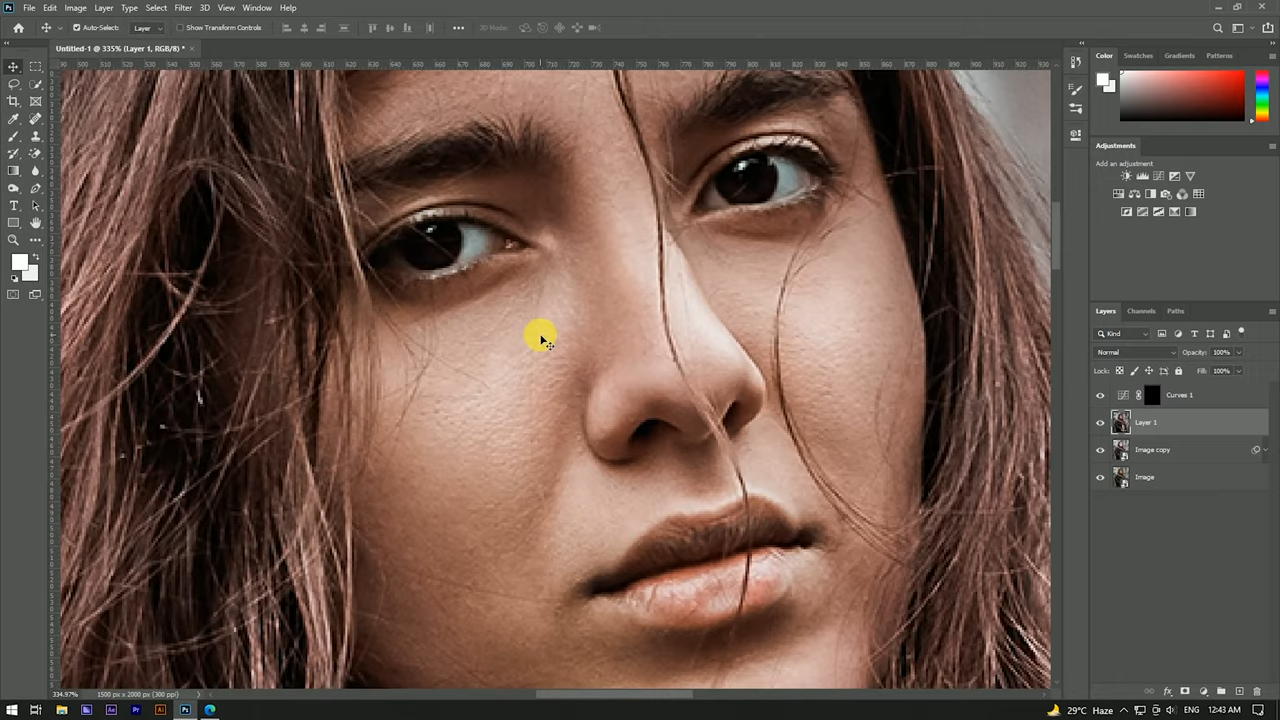 Ps File Edit Image Layer Type Select Filter 3D View Window Help
Auto-Select: Layer Show Transform Controls 3D Mode:
Untitled-1 @ 335% (Layer 1, RGB/8) * ×
Color Swatches Gradients Patterns
Adjustments
Add an adjustment
Layers Channels Paths
Kind
Normal Opacity: 100%
Lock: Fill: 100%
Curves 1
Layer 1
Image copy
Image
334.97% 1500 px x 2000 px (300 ppi)
29°C Haze ENG 12:43 AM